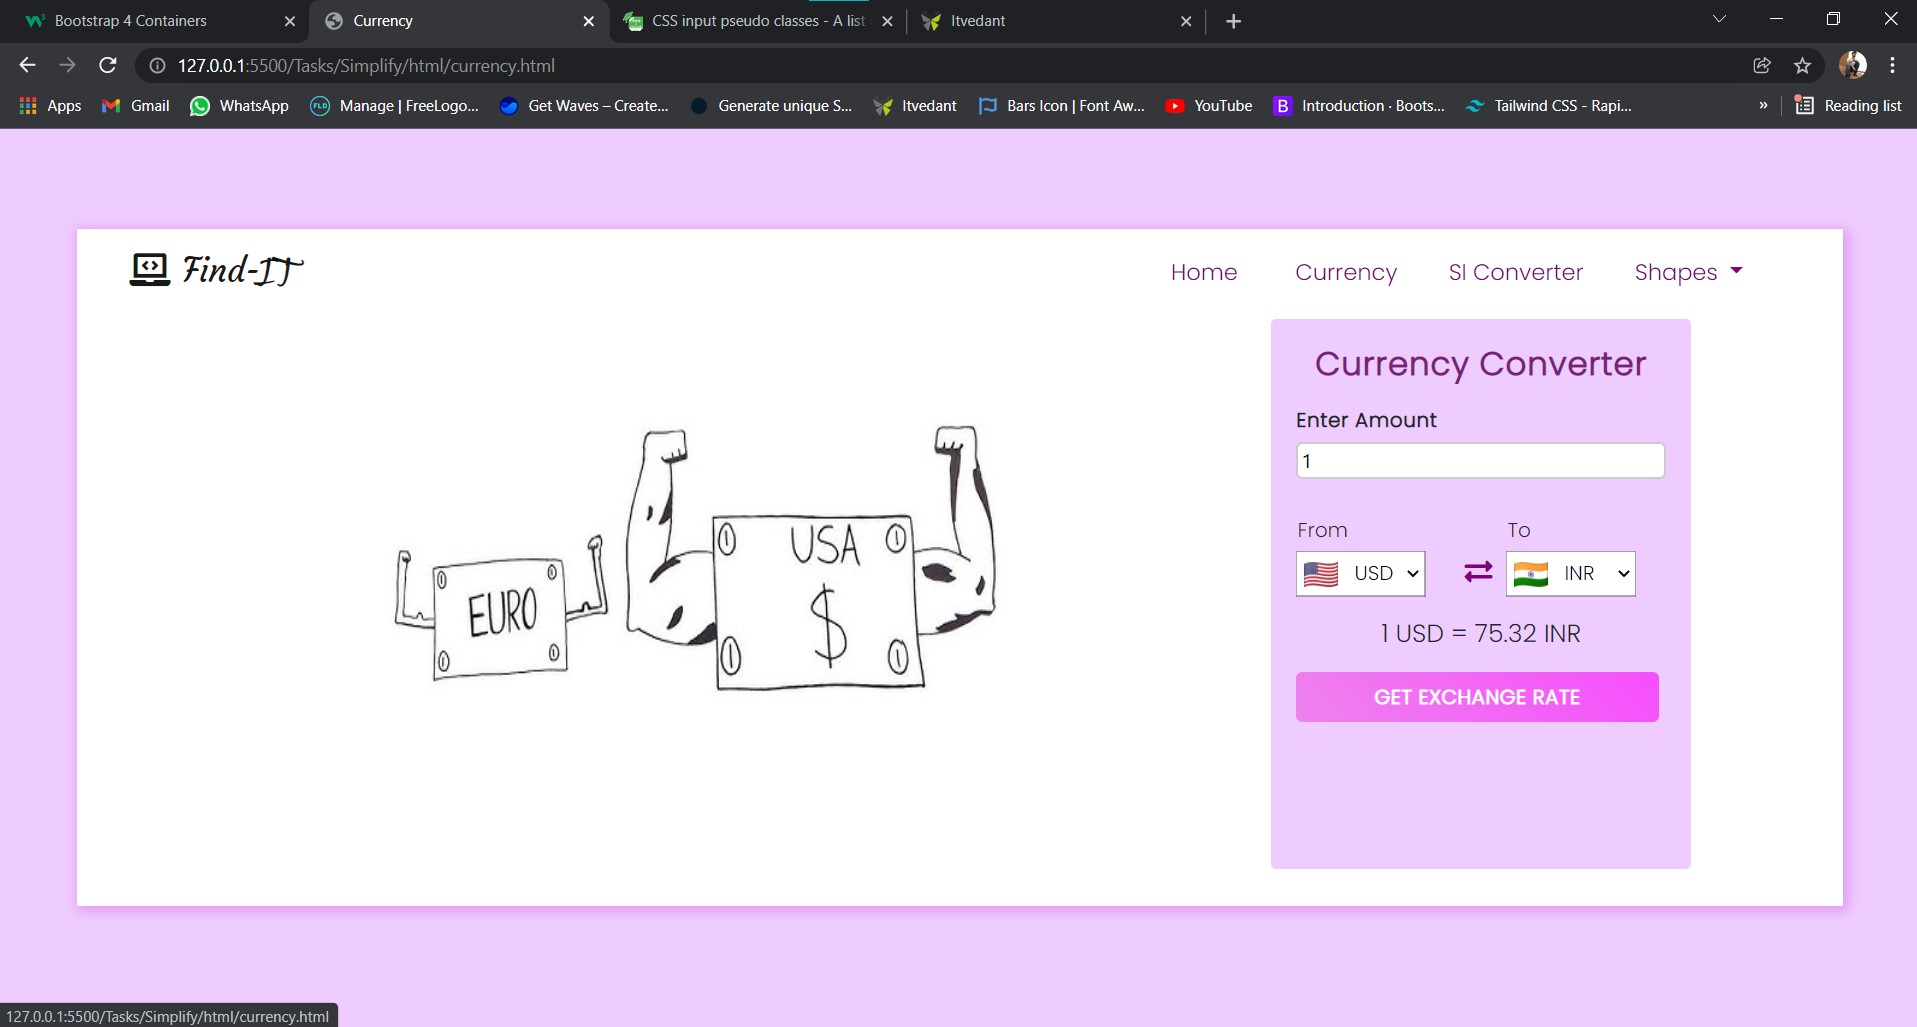 Bootstrap 4 Containers
Currency
CSS input pseudo classes - A list
Itvedant
127.0.0.1:5500/Tasks/Simplify/html/currency.html
Apps
Gmail
WhatsApp
FLD
Manage | FreeLogo...
Get Waves – Create...
Generate unique S...
Itvedant
Bars Icon | Font Aw...
YouTube
B
Introduction · Boots...
Tailwind CSS - Rapi...
»
Reading list
Find-IT
Home
Currency
SI Converter
Shapes
Currency Converter
Enter Amount
1
From
To
USD
INR
1 USD = 75.32 INR
GET EXCHANGE RATE
EURO
USA
$
127.0.0.1:5500/Tasks/Simplify/html/currency.html